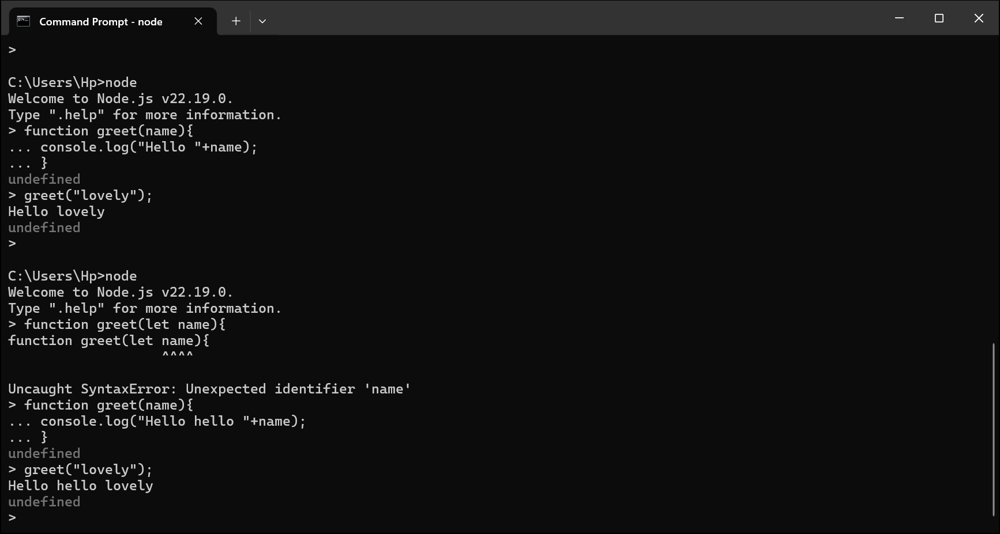 Command Prompt - node
>
C:\Users\Hp>node
Welcome to Node.js v22.19.0.
Type ".help" for more information.
> function greet(name){
... console.log("Hello "+name);
... }
undefined
> greet("lovely");
Hello lovely
undefined
>
C:\Users\Hp>node
Welcome to Node.js v22.19.0.
Type ".help" for more information.
> function greet(let name){
function greet(let name){
                   ^^^^
Uncaught SyntaxError: Unexpected identifier 'name'
> function greet(name){
... console.log("Hello hello "+name);
... }
undefined
> greet("lovely");
Hello hello lovely
undefined
>